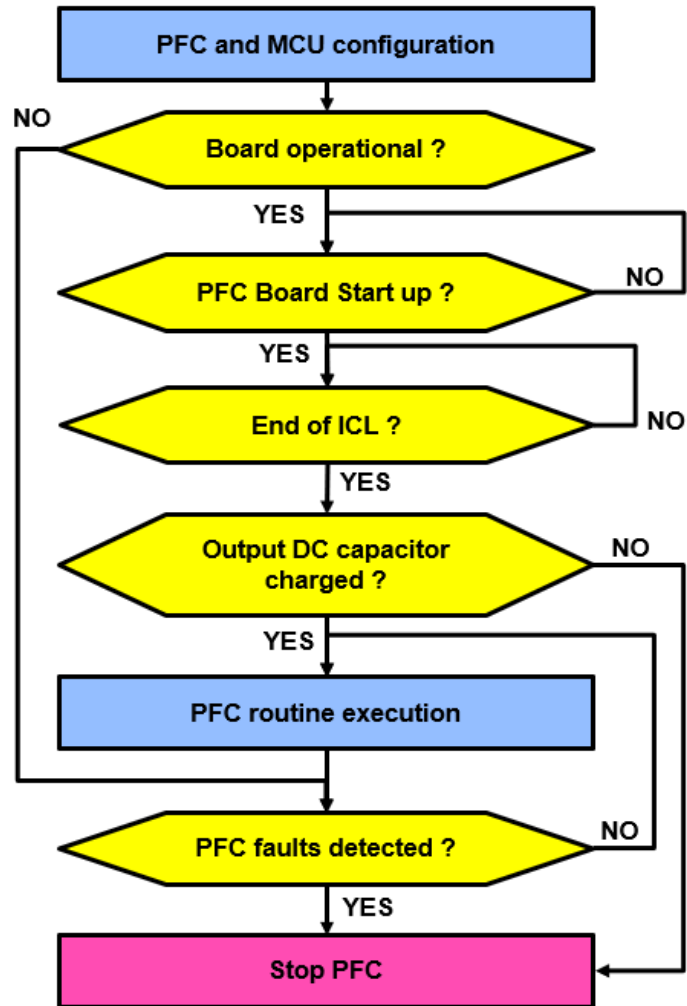 PFC and MCU configuration
NO
Board operational ?
YES
PFC Board Start up ?
NO
YES
End of ICL ?
NO
YES
Output DC capacitor
charged ?
NO
YES
PFC routine execution
PFC faults detected ?
NO
YES
Stop PFC